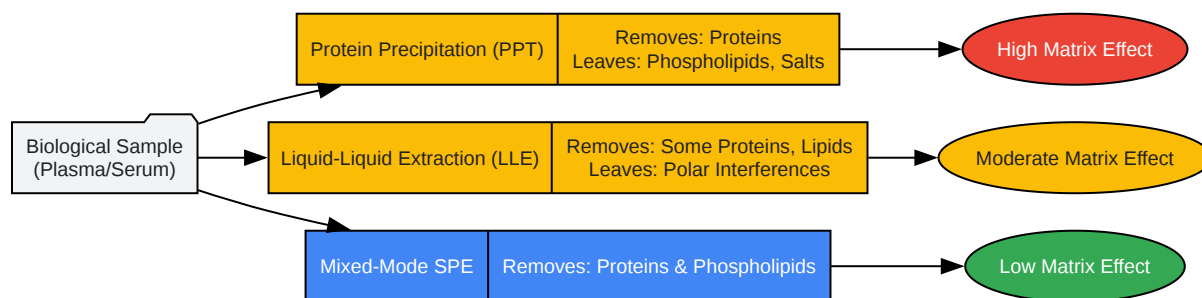 Protein Precipitation (PPT)
Removes: Proteins
Leaves: Phospholipids, Salts
High Matrix Effect
Biological Sample
(Plasma/Serum)
Liquid-Liquid Extraction (LLE)
Removes: Some Proteins, Lipids
Leaves: Polar Interferences
Moderate Matrix Effect
Mixed-Mode SPE
Removes: Proteins & Phospholipids
Low Matrix Effect